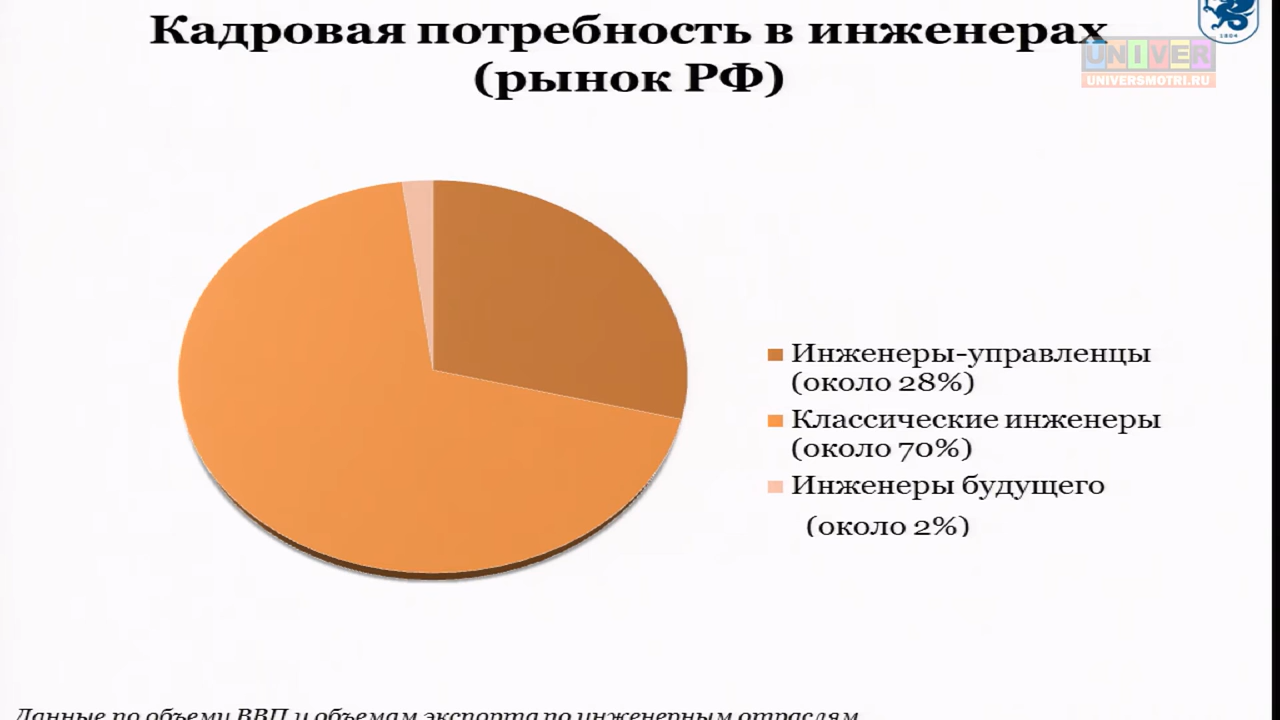 Кадровая потребность в инженерах
(рынок РФ)
1804
UNIVER
UNIVERSMOTRI.RU
Инженеры-управленцы
(около 28%)
Классические инженеры
(около 70%)
Инженеры будущего
(около 2%)
Данные по объему ВВП и объемам экспорта по инженерным отраслям